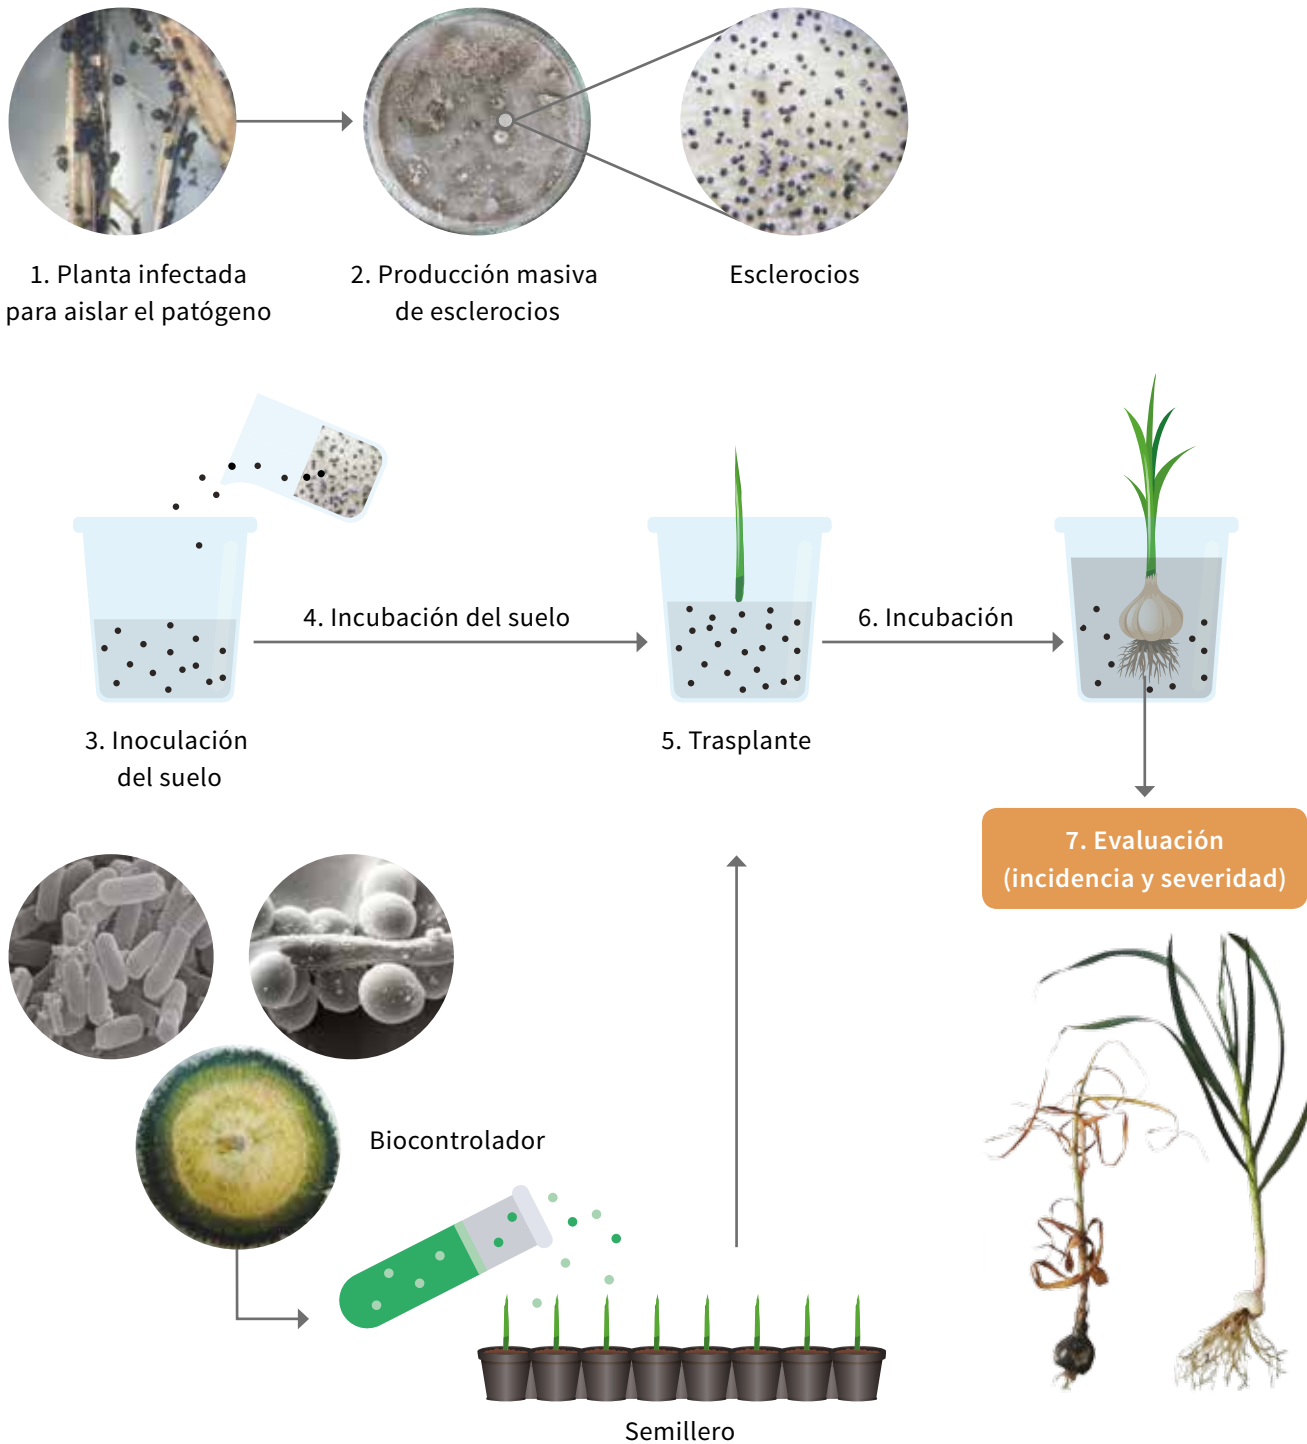 1. Planta infectada
para aislar el patógeno
2. Producción masiva
de esclerocios
Esclerocios
4. Incubación del suelo
6. Incubación
3. Inoculación
del suelo
5. Trasplante
7. Evaluación
(incidencia y severidad)
Biocontrolador
Semillero